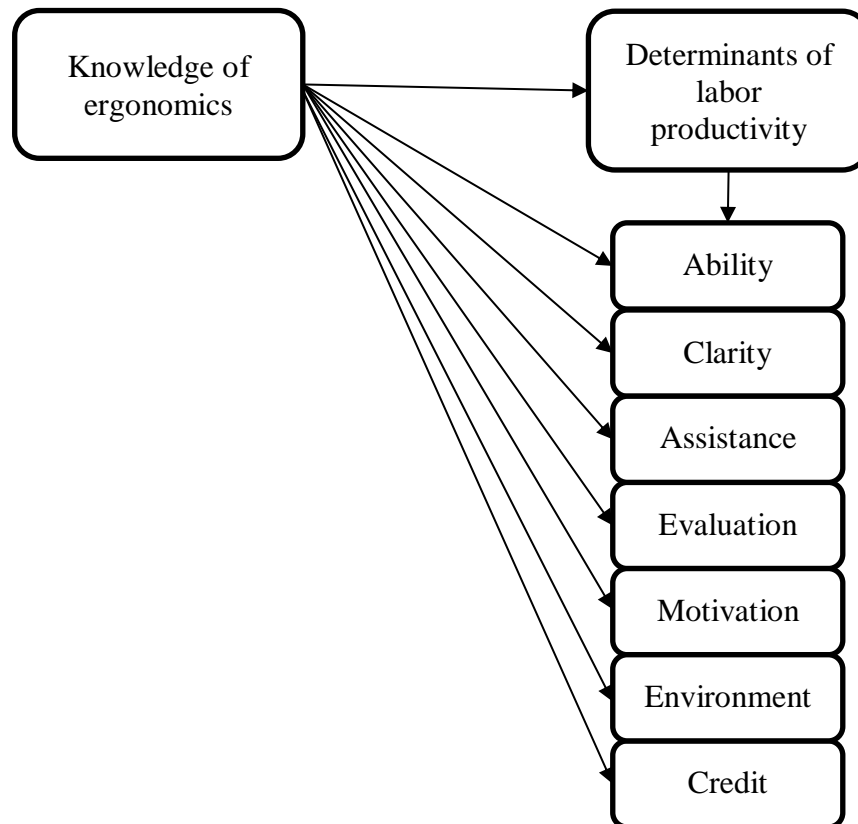 Knowledge of
ergonomics
Determinants of
labor
productivity
Ability
Clarity
Assistance
Evaluation
Motivation
Environment
Credit